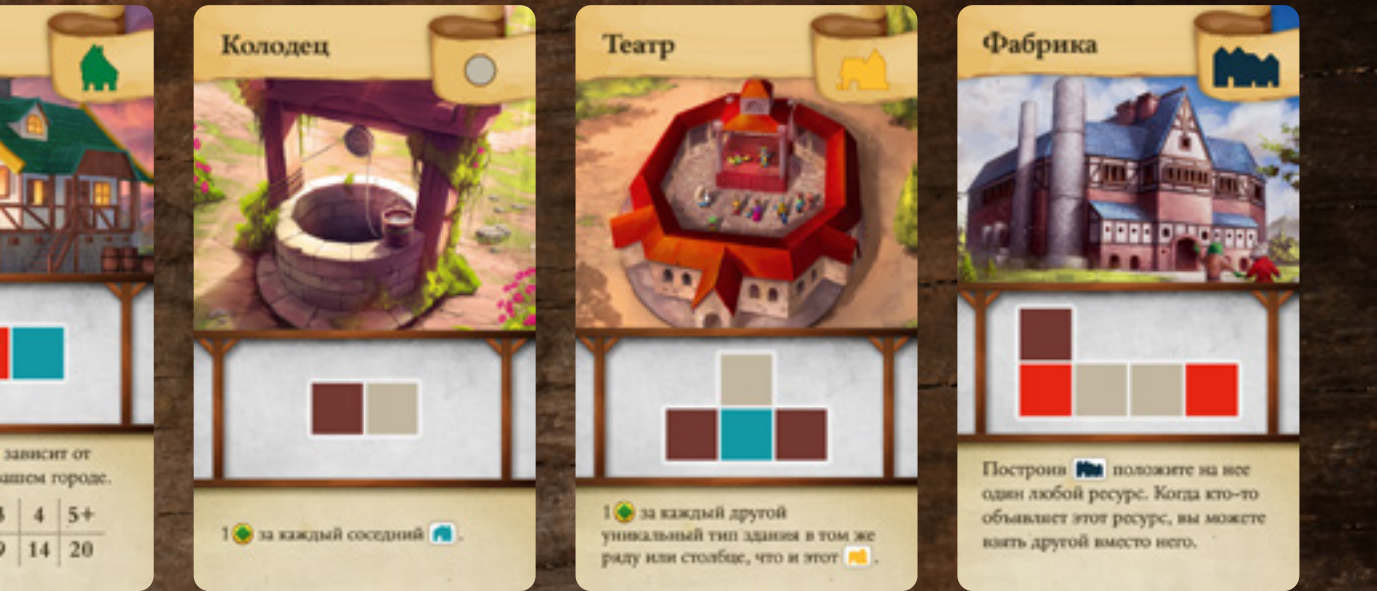 зависит от
вашем городе.
4 5+
9 14 20
Колодец
1 за каждый соседний .
Театр
1 за каждый другой
уникальный тип здания в том же
ряду или столбце, что и этот .
Фабрика
Построив положите на нее
один любой ресурс. Когда кто-то
объявляет этот ресурс, вы можете
взять другой вместо него.